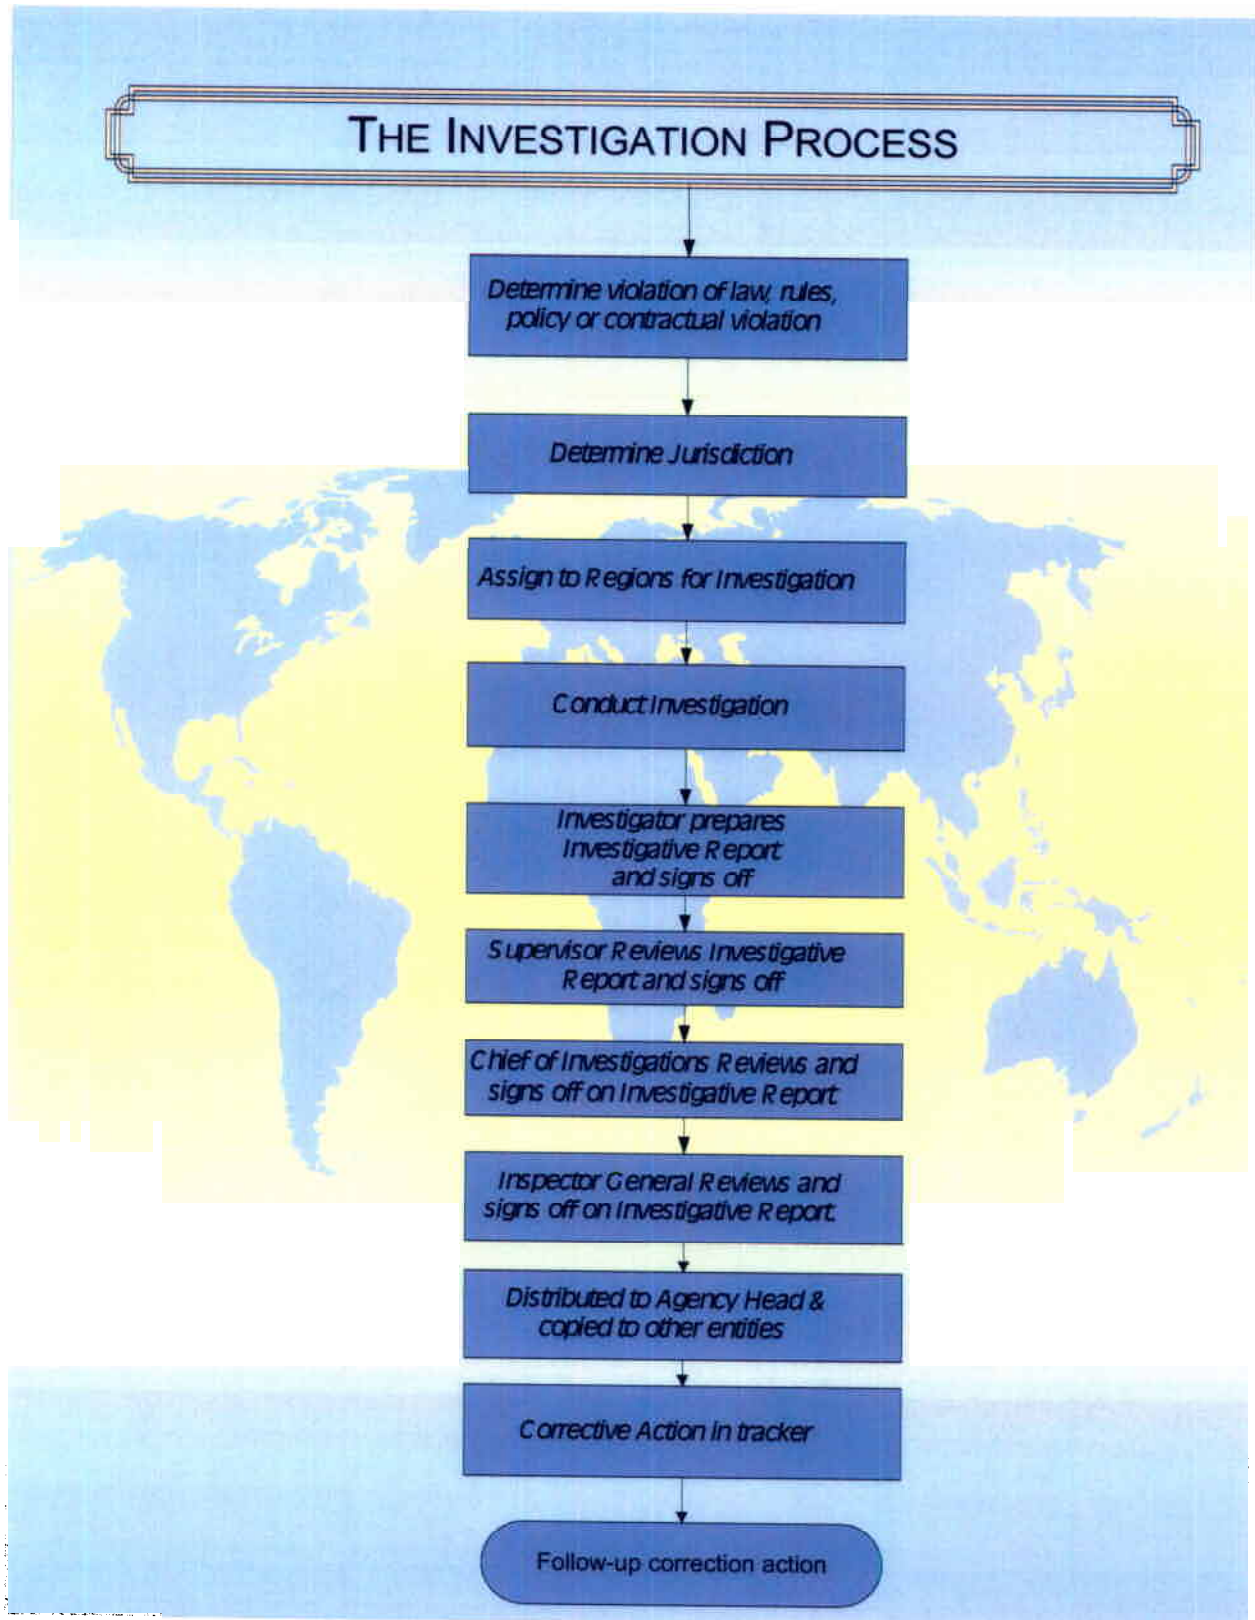 THE INVESTIGATION PROCESS
Determine violation of law, rules,
policy or contractual violation
Determine Jurisdiction
Assign to Regions for Investigation
Conduct Investigation
Investigator prepares
Investigative Report
and signs off
Supervisor Reviews Investigative
Report and signs off
Chief of Investigations Reviews and
signs off on Investigative Report
Inspector General Reviews and
signs off on Investigative Report.
Distributed to Agency Head &
copied to other entities
Corrective Action in tracker
Follow-up correction action